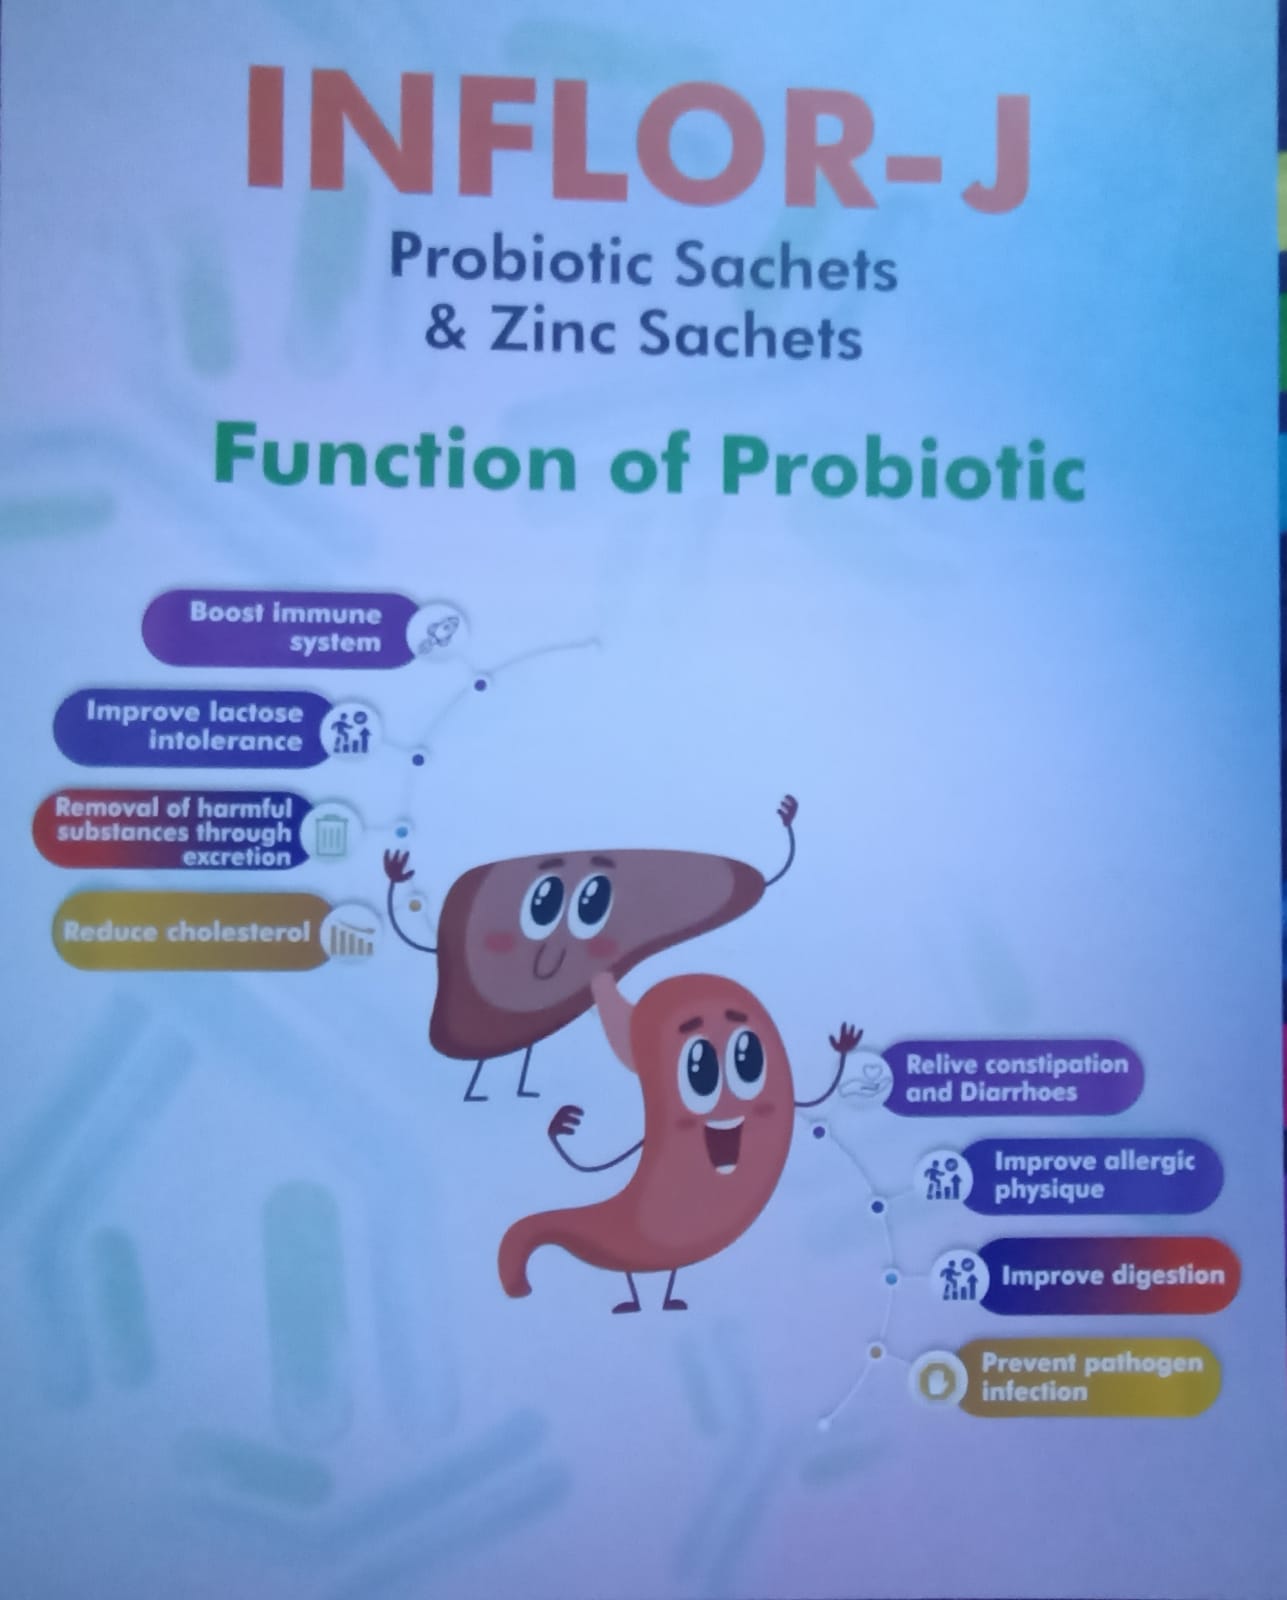 INFLOR-J
Probiotic Sachets
& Zinc Sachets
Function of Probiotic
Boost immune
system
Improve lactose
intolerance
Removal of harmful
substances through
excretion
Reduce cholesterol
Relive constipation
and Diarrhoes
Improve allergic
physique
Improve digestion
Prevent pathogen
infection